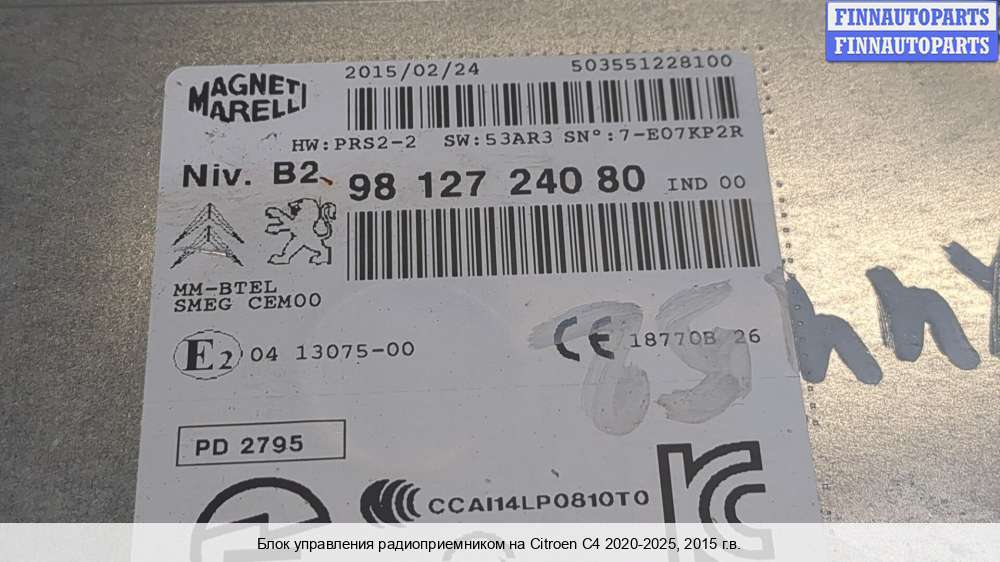 FINNAUTOPARTS
FINNAUTOPARTS
MAGNETI
MARELLI
2015/02/24 503551228100
HW:PRS2-2 SW:53AR3 SN°:7-E07KP2R
Niv. B2 98 127 240 80 IND 00
MM-BTEL
SMEG CEM00
E2 04 13075-00
CE 18770B 26
PD 2795
CCC CCAI14LP0810T0
Блок управления радиоприемником на Citroen C4 2020-2025, 2015 г.в.